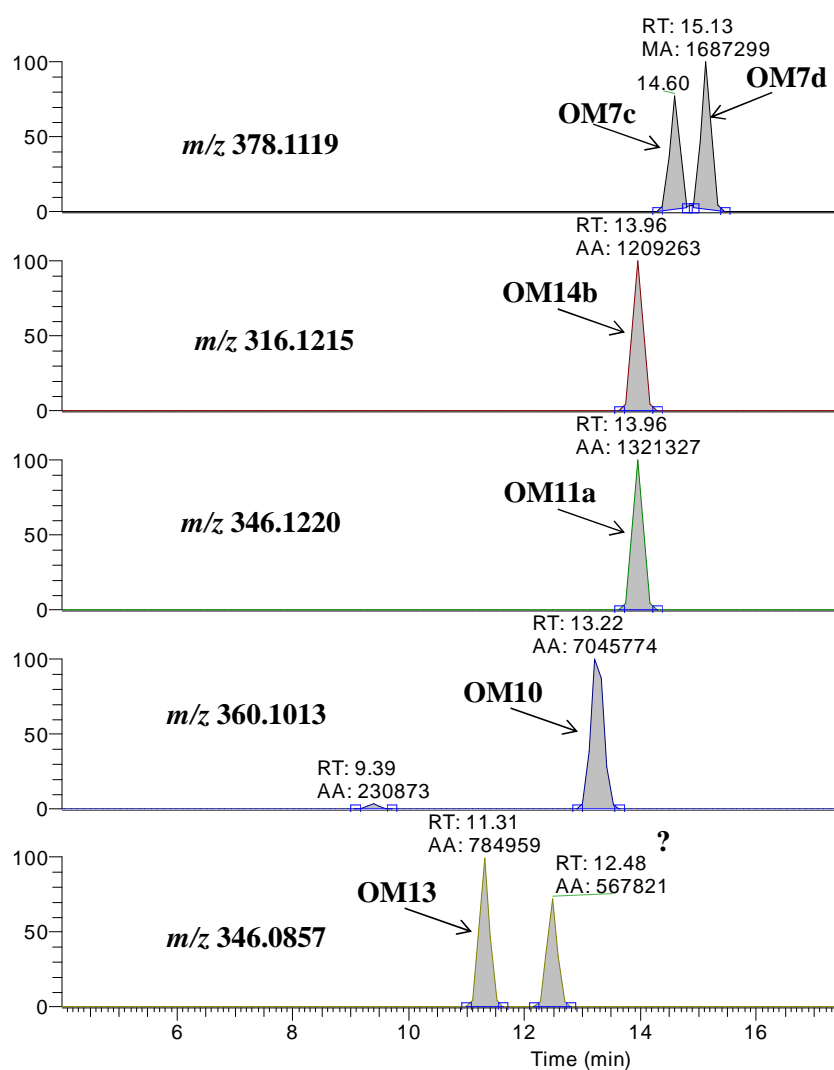 RT: 15.13
MA: 1687299
14.60
OM7d
OM7c
m/z 378.1119
100
50
0
RT: 13.96
AA: 1209263
OM14b
m/z 316.1215
100
50
0
RT: 13.96
AA: 1321327
OM11a
m/z 346.1220
100
50
0
RT: 13.22
AA: 7045774
OM10
m/z 360.1013
RT: 9.39
AA: 230873
100
50
0
RT: 11.31
AA: 784959
?
RT: 12.48
AA: 567821
OM13
m/z 346.0857
100
50
0
6 8 10 12 14 16
Time (min)